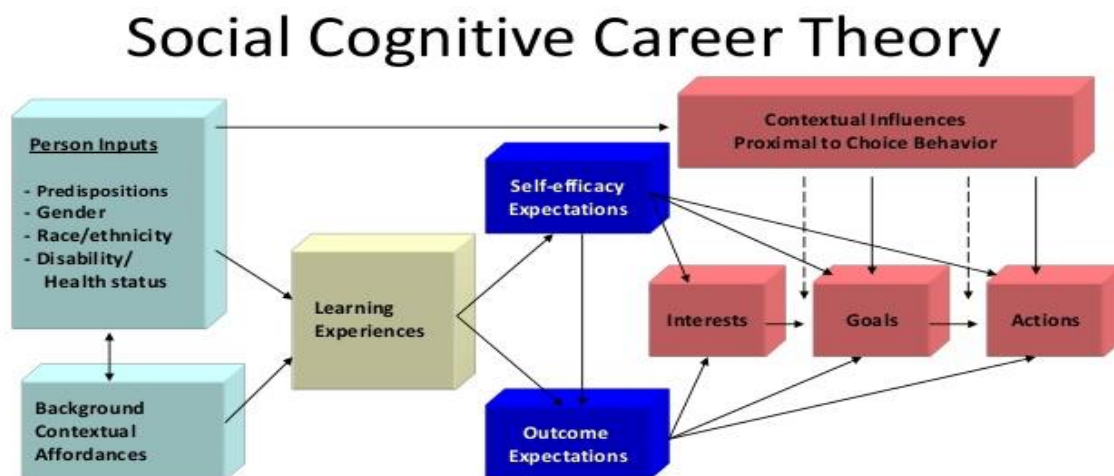 Social Cognitive Career Theory
Person Inputs
- Predispositions
- Gender
- Race/ethnicity
- Disability/
Health status
Background
Contextual
Affordances
Learning
Experiences
Self-efficacy
Expectations
Outcome
Expectations
Contextual Influences
Proximal to Choice Behavior
Interests
Goals
Actions